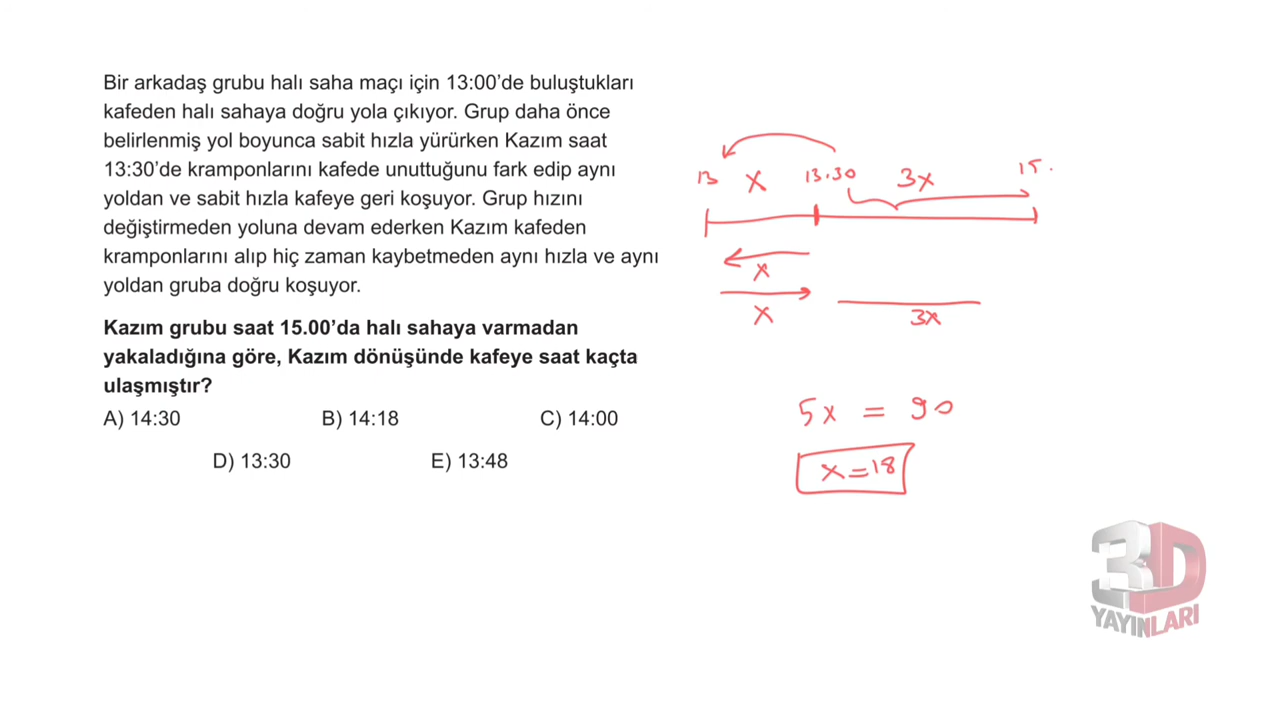 Bir arkadaş grubu halı saha maçı için 13:00’de buluştukları
kafeden halı sahaya doğru yola çıkıyor. Grup daha önce
belirlenmiş yol boyunca sabit hızla yürürken Kazım saat
13:30’de kramponlarını kafede unuttuğunu fark edip aynı
yoldan ve sabit hızla kafeye geri koşuyor. Grup hızını
değiştirmeden yoluna devam ederken Kazım kafeden
kramponlarını alıp hiç zaman kaybetmeden aynı hızla ve aynı
yoldan gruba doğru koşuyor.
Kazım grubu saat 15.00’da halı sahaya varmadan
yakaladığına göre, Kazım dönüşünde kafeye saat kaçta
ulaşmıştır?
A) 14:30 B) 14:18 C) 14:00
D) 13:30 E) 13:48
13 x 13.30 3x 15.
x
x 3x
5x = 90
x = 18
3D
YAYINLARI